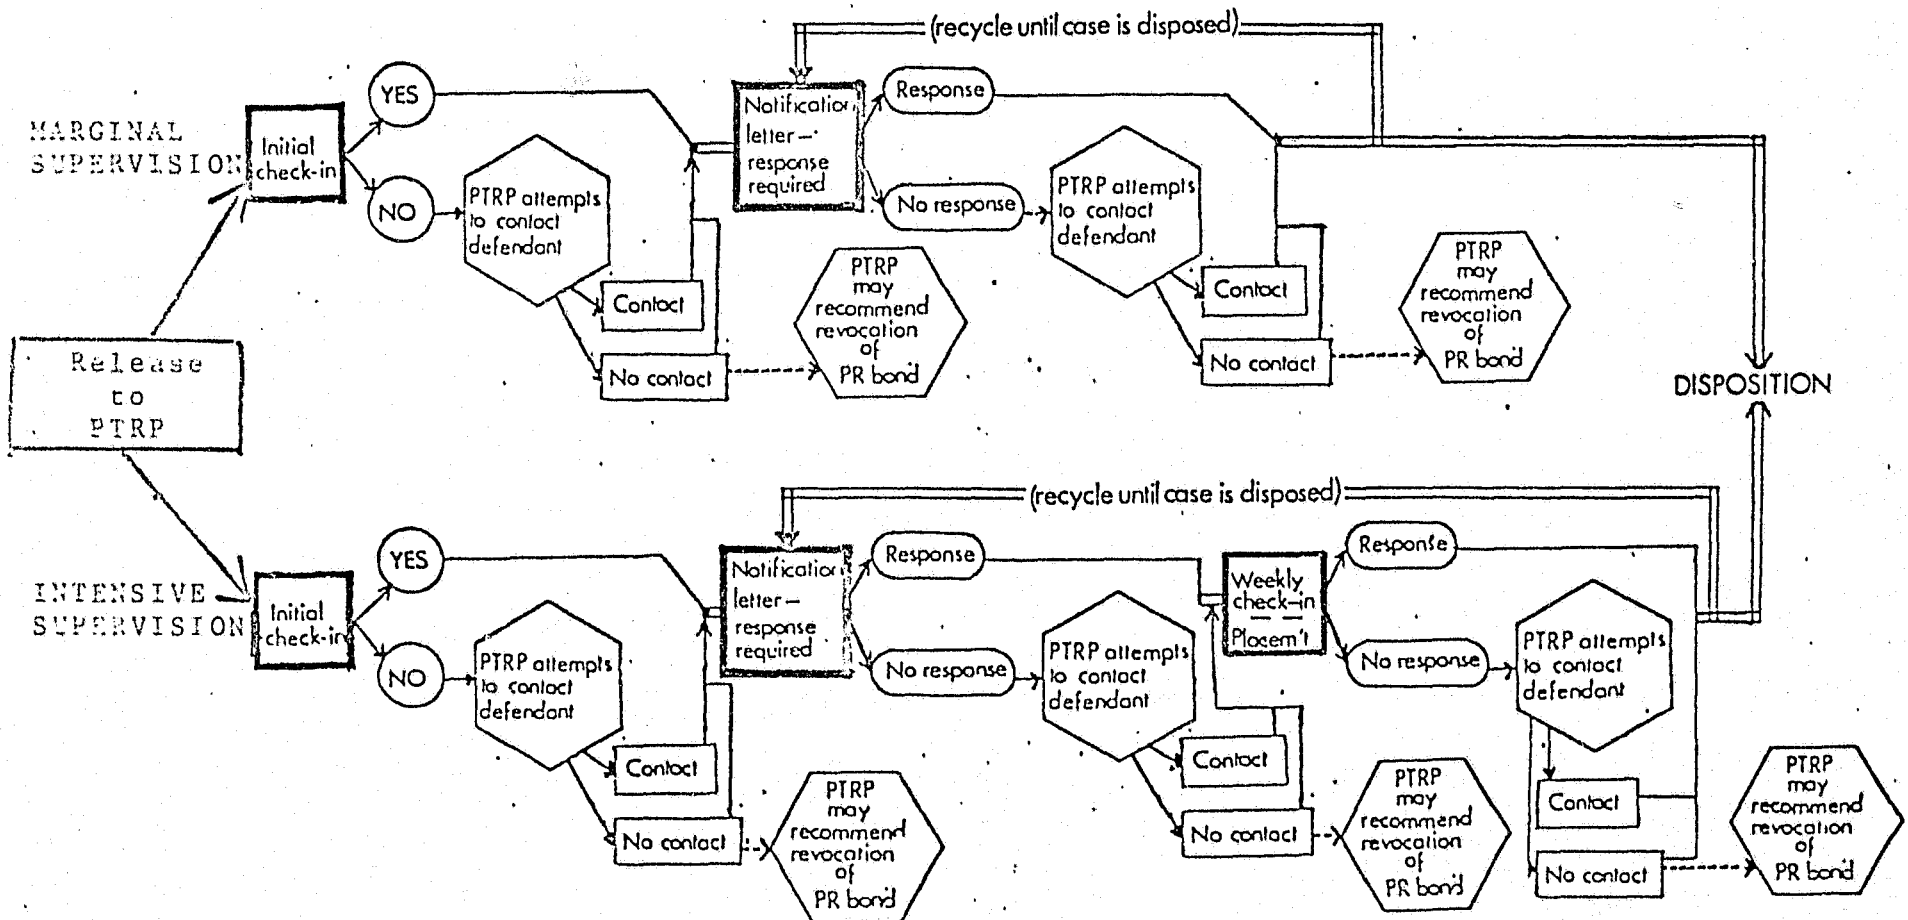 (recycle until case is disposed)
MARGINAL
SUPERVISION
Initial
check-in
YES
NO
PTRP attempts
to contact
defendant
Contact
No contact
PTRP
may
recommend
revocation
of
PR bond
Notification
letter—
response
required
Response
No response
PTRP attempts
to contact
defendant
Contact
No contact
PTRP
may
recommend
revocation
of
PR bond
Release
to
PTRP
DISPOSITION
(recycle until case is disposed)
INTENSIVE
SUPERVISION
Initial
check-in
YES
NO
PTRP attempts
to contact
defendant
Contact
No contact
PTRP
may
recommend
revocation
of
PR bond
Notification
letter—
response
required
Response
No response
PTRP attempts
to contact
defendant
Contact
No contact
PTRP
may
recommend
revocation
of
PR bond
Weekly
check-in
Placem't
Response
No response
PTRP attempts
to contact
defendant
Contact
No contact
PTRP
may
recommend
revocation
of
PR bond